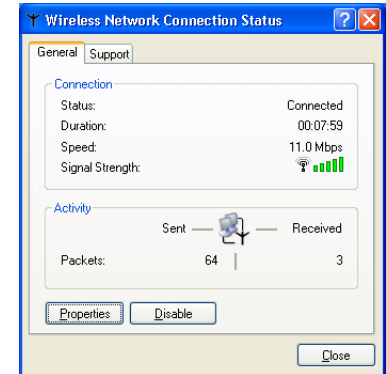 Wireless Network Connection Status
General Support
Connection
Status: Connected
Duration: 00:07:59
Speed: 11.0 Mbps
Signal Strength:
Activity
Sent Received
Packets: 64 3
Properties Disable
Close